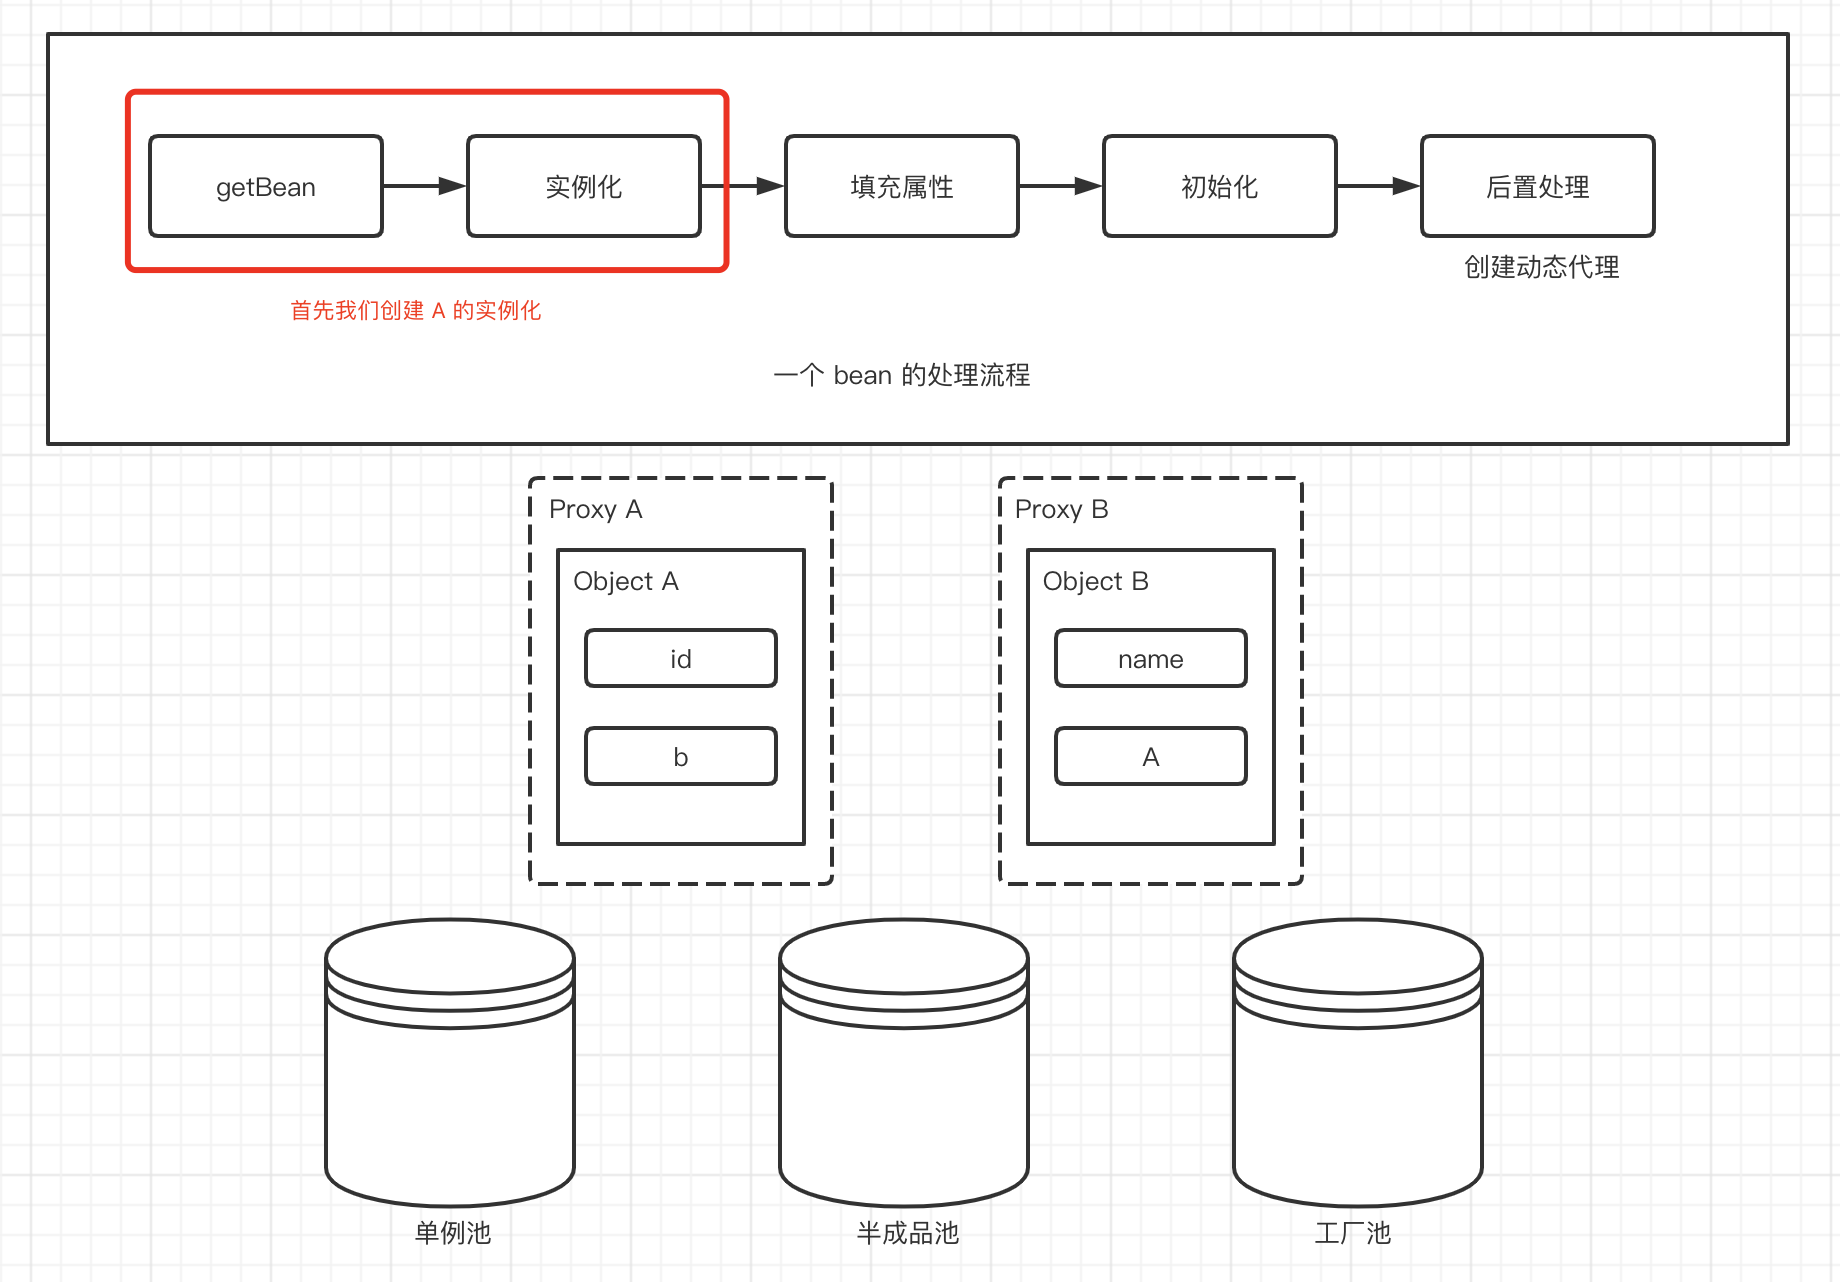 getBean
实例化
填充属性
初始化
后置处理
创建动态代理
首先我们创建 A 的实例化
一个 bean 的处理流程
Proxy A
Object A
id
b
Proxy B
Object B
name
A
单例池
半成品池
工厂池